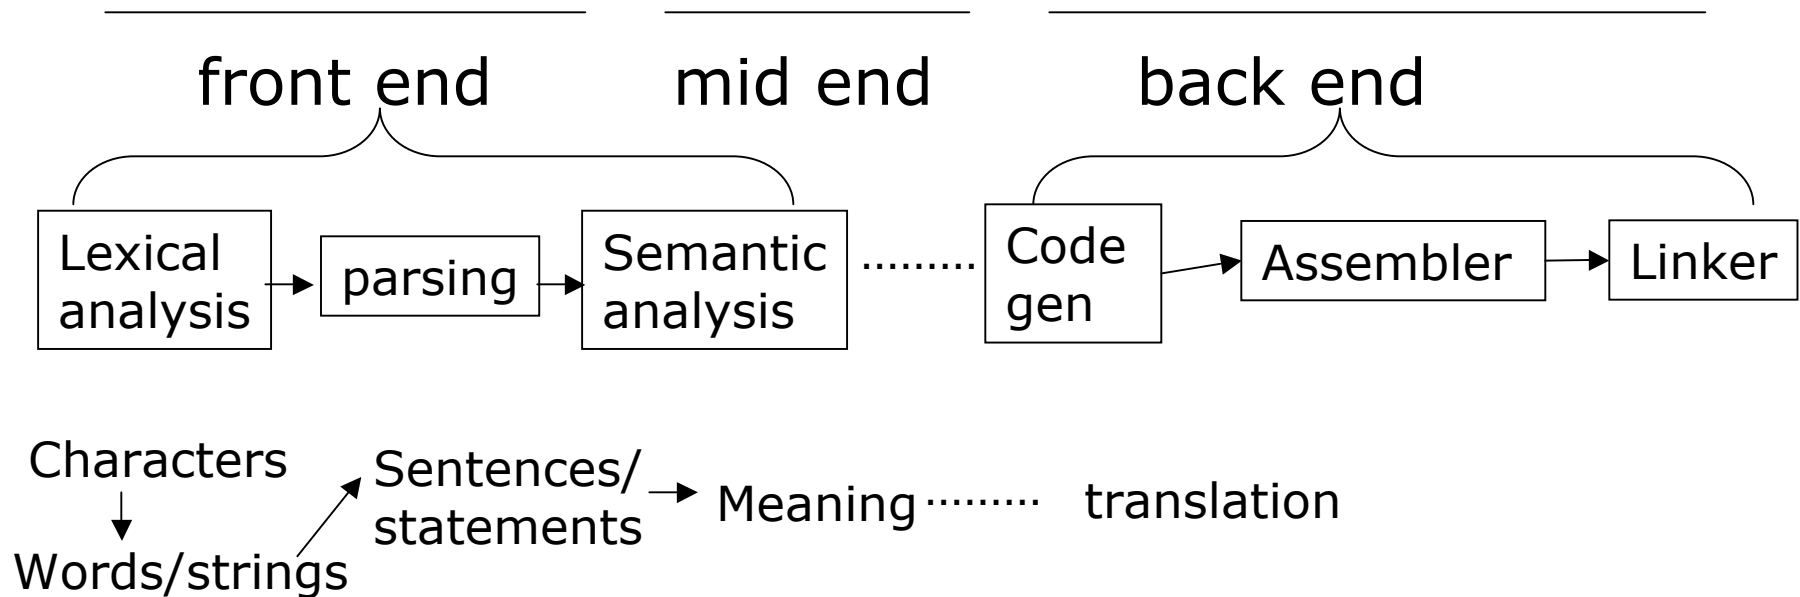 front end
mid end
back end
Lexical
analysis
parsing
Semantic
analysis
.........
Code
gen
Assembler
Linker
Characters
Words/strings
Sentences/
statements
Meaning ......... translation